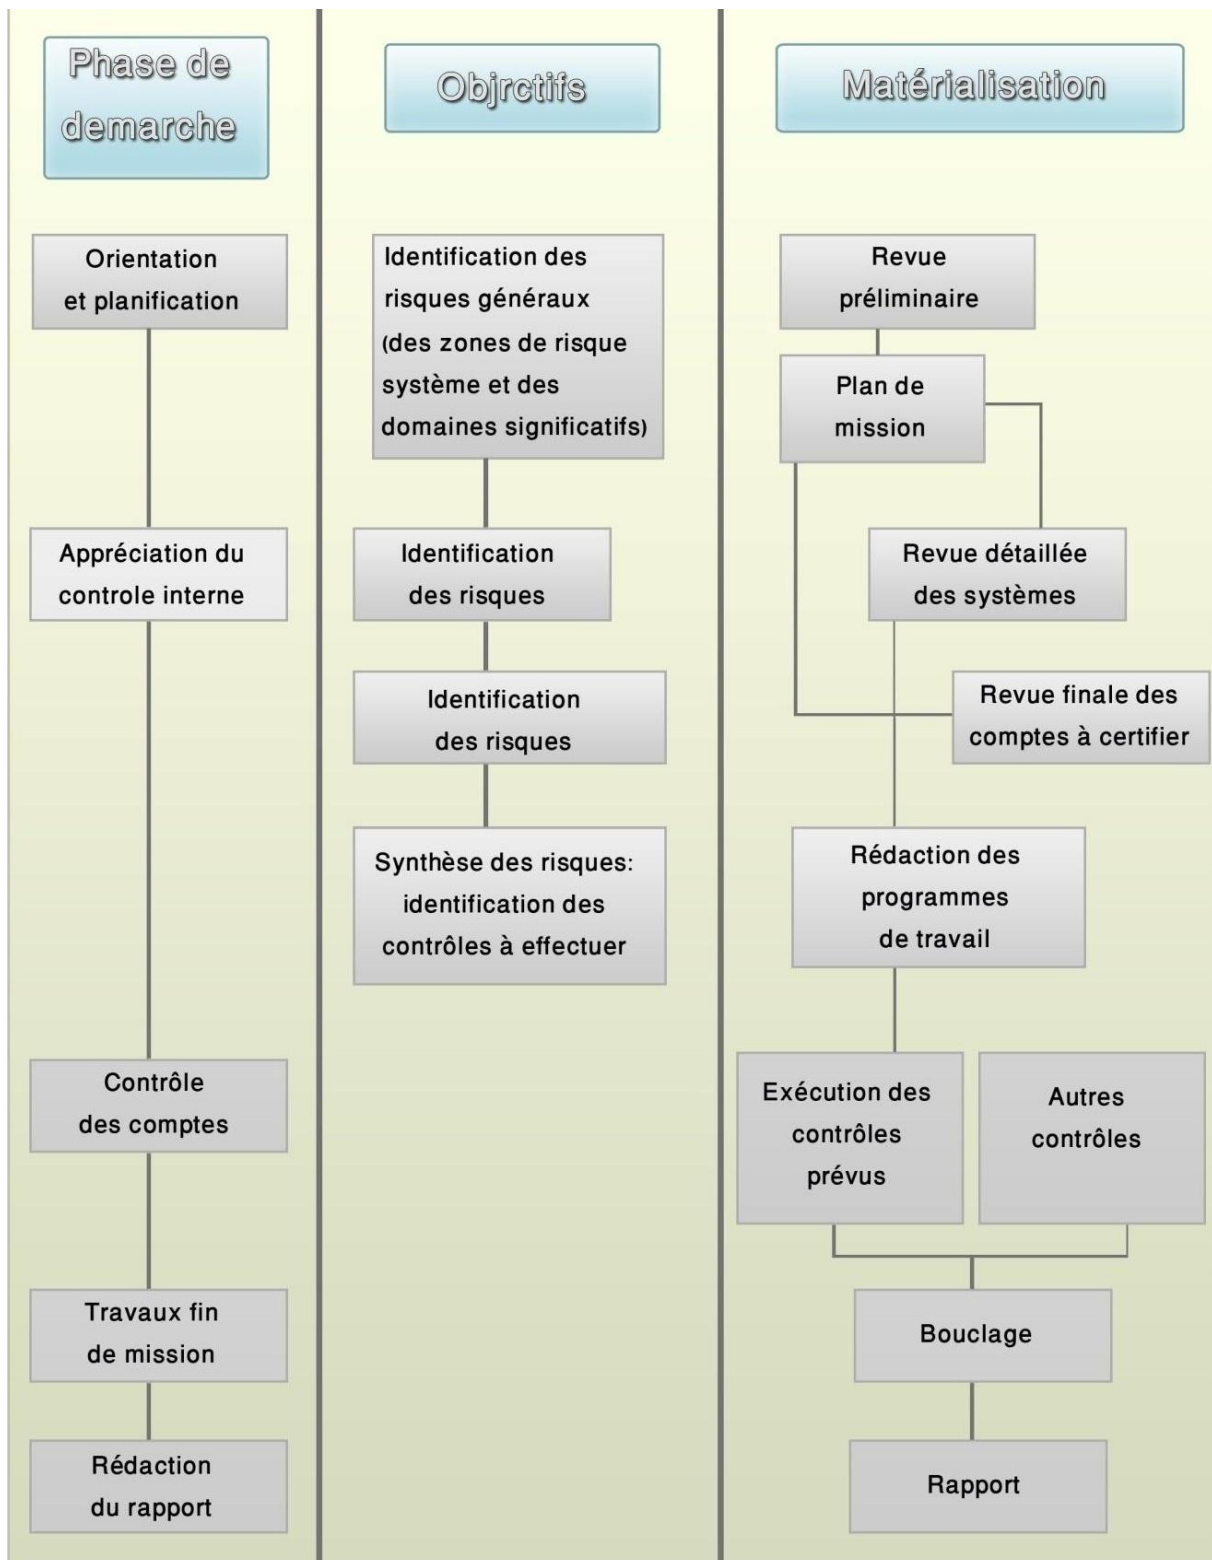 Phase de
demarche
Objrctifs
Matérialisation
Orientation
et planification
Identification des
risques généraux
(des zones de risque
système et des
domaines significatifs)
Revue
préliminaire
Plan de
mission
Appréciation du
controle interne
Identification
des risques
Revue détaillée
des systèmes
Identification
des risques
Revue finale des
comptes à certifier
Synthèse des risques:
identification des
contrôles à effectuer
Rédaction des
programmes
de travail
Contrôle
des comptes
Exécution des
contrôles
prévus
Autres
contrôles
Travaux fin
de mission
Bouclage
Rédaction
du rapport
Rapport